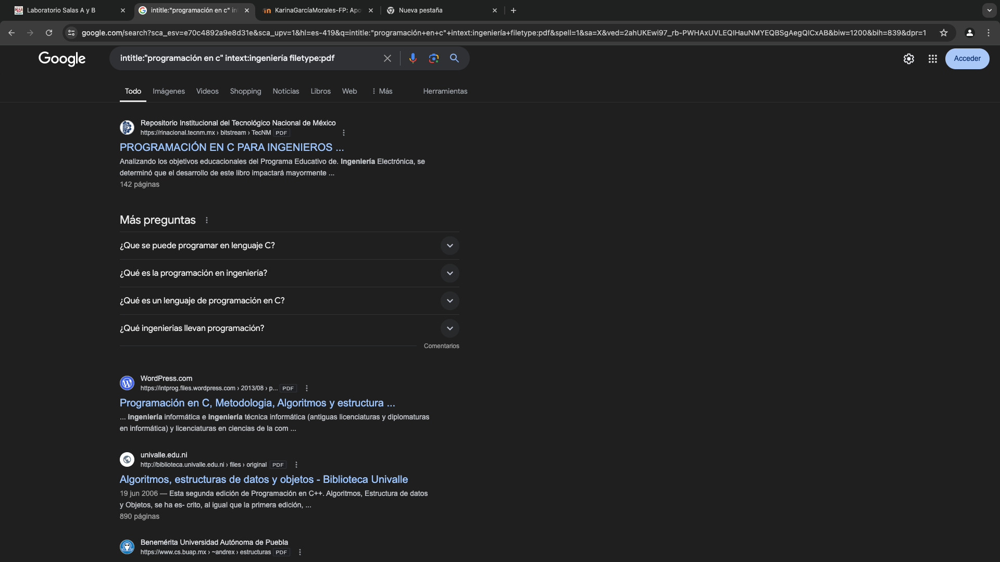 Laboratorio Salas A y B
intitle:"programación en c" in
KarinaGarcíaMorales-FP: Apo
Nueva pestaña
google.com/search?sca_esv=e70c4892a9e8d31e&sca_upv=1&hl=es-419&q=intitle:"programación+en+c"+intext:ingeniería+filetype:pdf&spell=1&sa=X&ved=2ahUKEwi97_rb-PWHAxUVLEQIHauNMYEQBSgAegQICxAB&biw=1200&bih=839&dpr=1
Google
intitle:"programación en c" intext:ingeniería filetype:pdf
Acceder
Todo Imágenes Videos Shopping Noticias Libros Web Más Herramientas
Repositorio Institucional del Tecnológico Nacional de México
https://rinacional.tecnm.mx › bitstream › TecNM PDF
PROGRAMACIÓN EN C PARA INGENIEROS ...
Analizando los objetivos educacionales del Programa Educativo de. Ingeniería Electrónica, se
determinó que el desarrollo de este libro impactará mayormente ...
142 páginas
Más preguntas
¿Que se puede programar en lenguaje C?
¿Qué es la programación en ingeniería?
¿Qué es un lenguaje de programación en C?
¿Qué ingenierias llevan programación?
Comentarios
WordPress.com
https://intprog.files.wordpress.com › 2013/08 › p... PDF
Programación en C, Metodologia, Algoritmos y estructura ...
... ingeniería informática e ingeniería técnica informática (antiguas licenciaturas y diplomaturas
en informática) y licenciaturas en ciencias de la com ...
univalle.edu.ni
http://biblioteca.univalle.edu.ni › files › original PDF
Algoritmos, estructuras de datos y objetos - Biblioteca Univalle
19 jun 2006 — Esta segunda edición de Programación en C++. Algoritmos, Estructura de datos
y Objetos, se ha es- crito, al igual que la primera edición, ...
890 páginas
Benemérita Universidad Autónoma de Puebla
https://www.cs.buap.mx › ~andrex › estructuras PDF